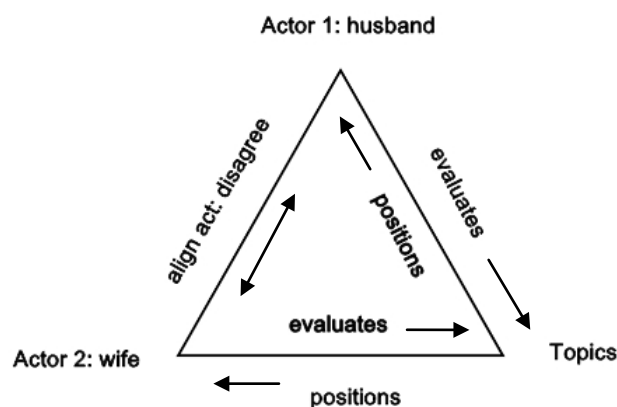 Actor 1: husband
align act: disagree
evaluates
positions
evaluates
Actor 2: wife
Topics
positions